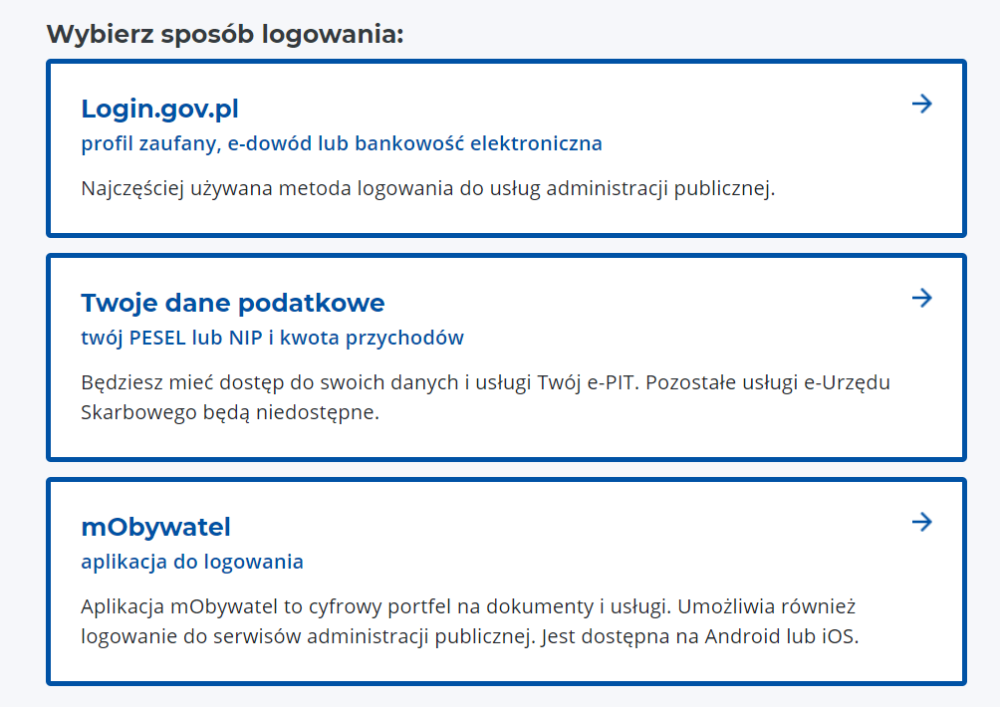 Wybierz sposób logowania:
Login.gov.pl
profil zaufany, e-dowód lub bankowość elektroniczna
Najczęściej używana metoda logowania do usług administracji publicznej.
Twoje dane podatkowe
twój PESEL lub NIP i kwota przychodów
Będziesz mieć dostęp do swoich danych i usługi Twój e-PIT. Pozostałe usługi e-Urzędu
Skarbowego będą niedostępne.
mObywatel
aplikacja do logowania
Aplikacja mObywatel to cyfrowy portfel na dokumenty i usługi. Umożliwia również
logowanie do serwisów administracji publicznej. Jest dostępna na Android lub iOS.